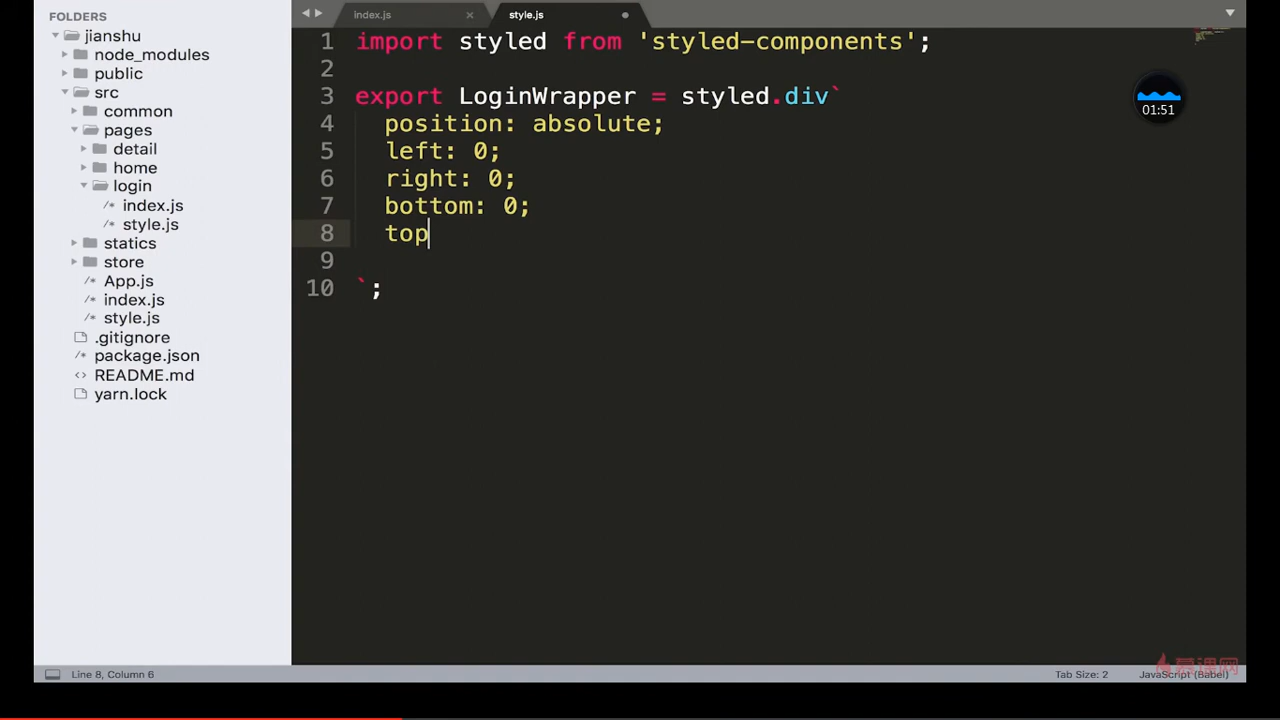 FOLDERS
jianshu
node_modules
public
src
common
pages
detail
home
login
index.js
style.js
statics
store
App.js
index.js
style.js
.gitignore
package.json
README.md
yarn.lock
index.js
style.js
1 import styled from 'styled-components';
2
3 export LoginWrapper = styled.div`
4 position: absolute;
5 left: 0;
6 right: 0;
7 bottom: 0;
8 top
9
10 `;
01:51
慕课网
Line 8, Column 6
Tab Size: 2
JavaScript (Babel)